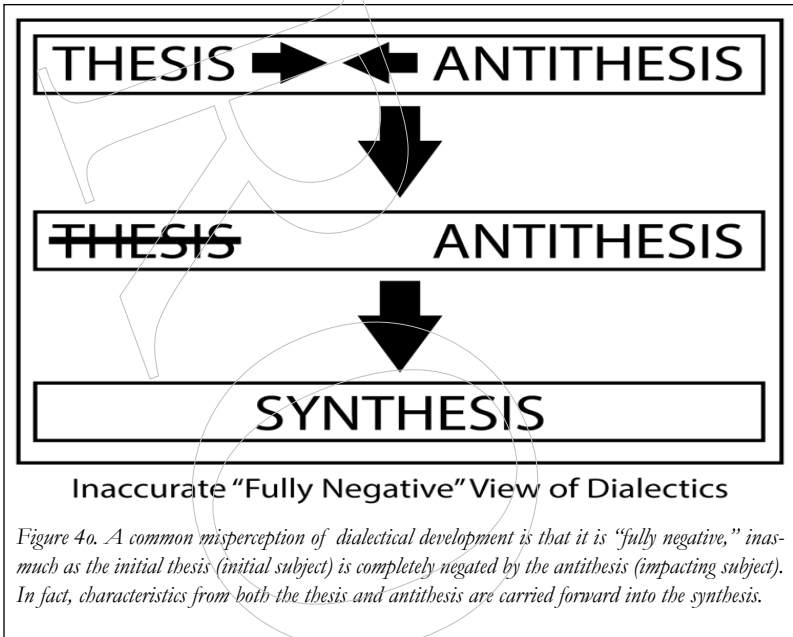 THESIS ANTITHESIS
THESIS ANTITHESIS
SYNTHESIS
Inaccurate “Fully Negative” View of Dialectics
Figure 4o. A common misperception of dialectical development is that it is “fully negative,” inas-
much as the initial thesis (initial subject) is completely negated by the antithesis (impacting subject).
In fact, characteristics from both the thesis and antithesis are carried forward into the synthesis.